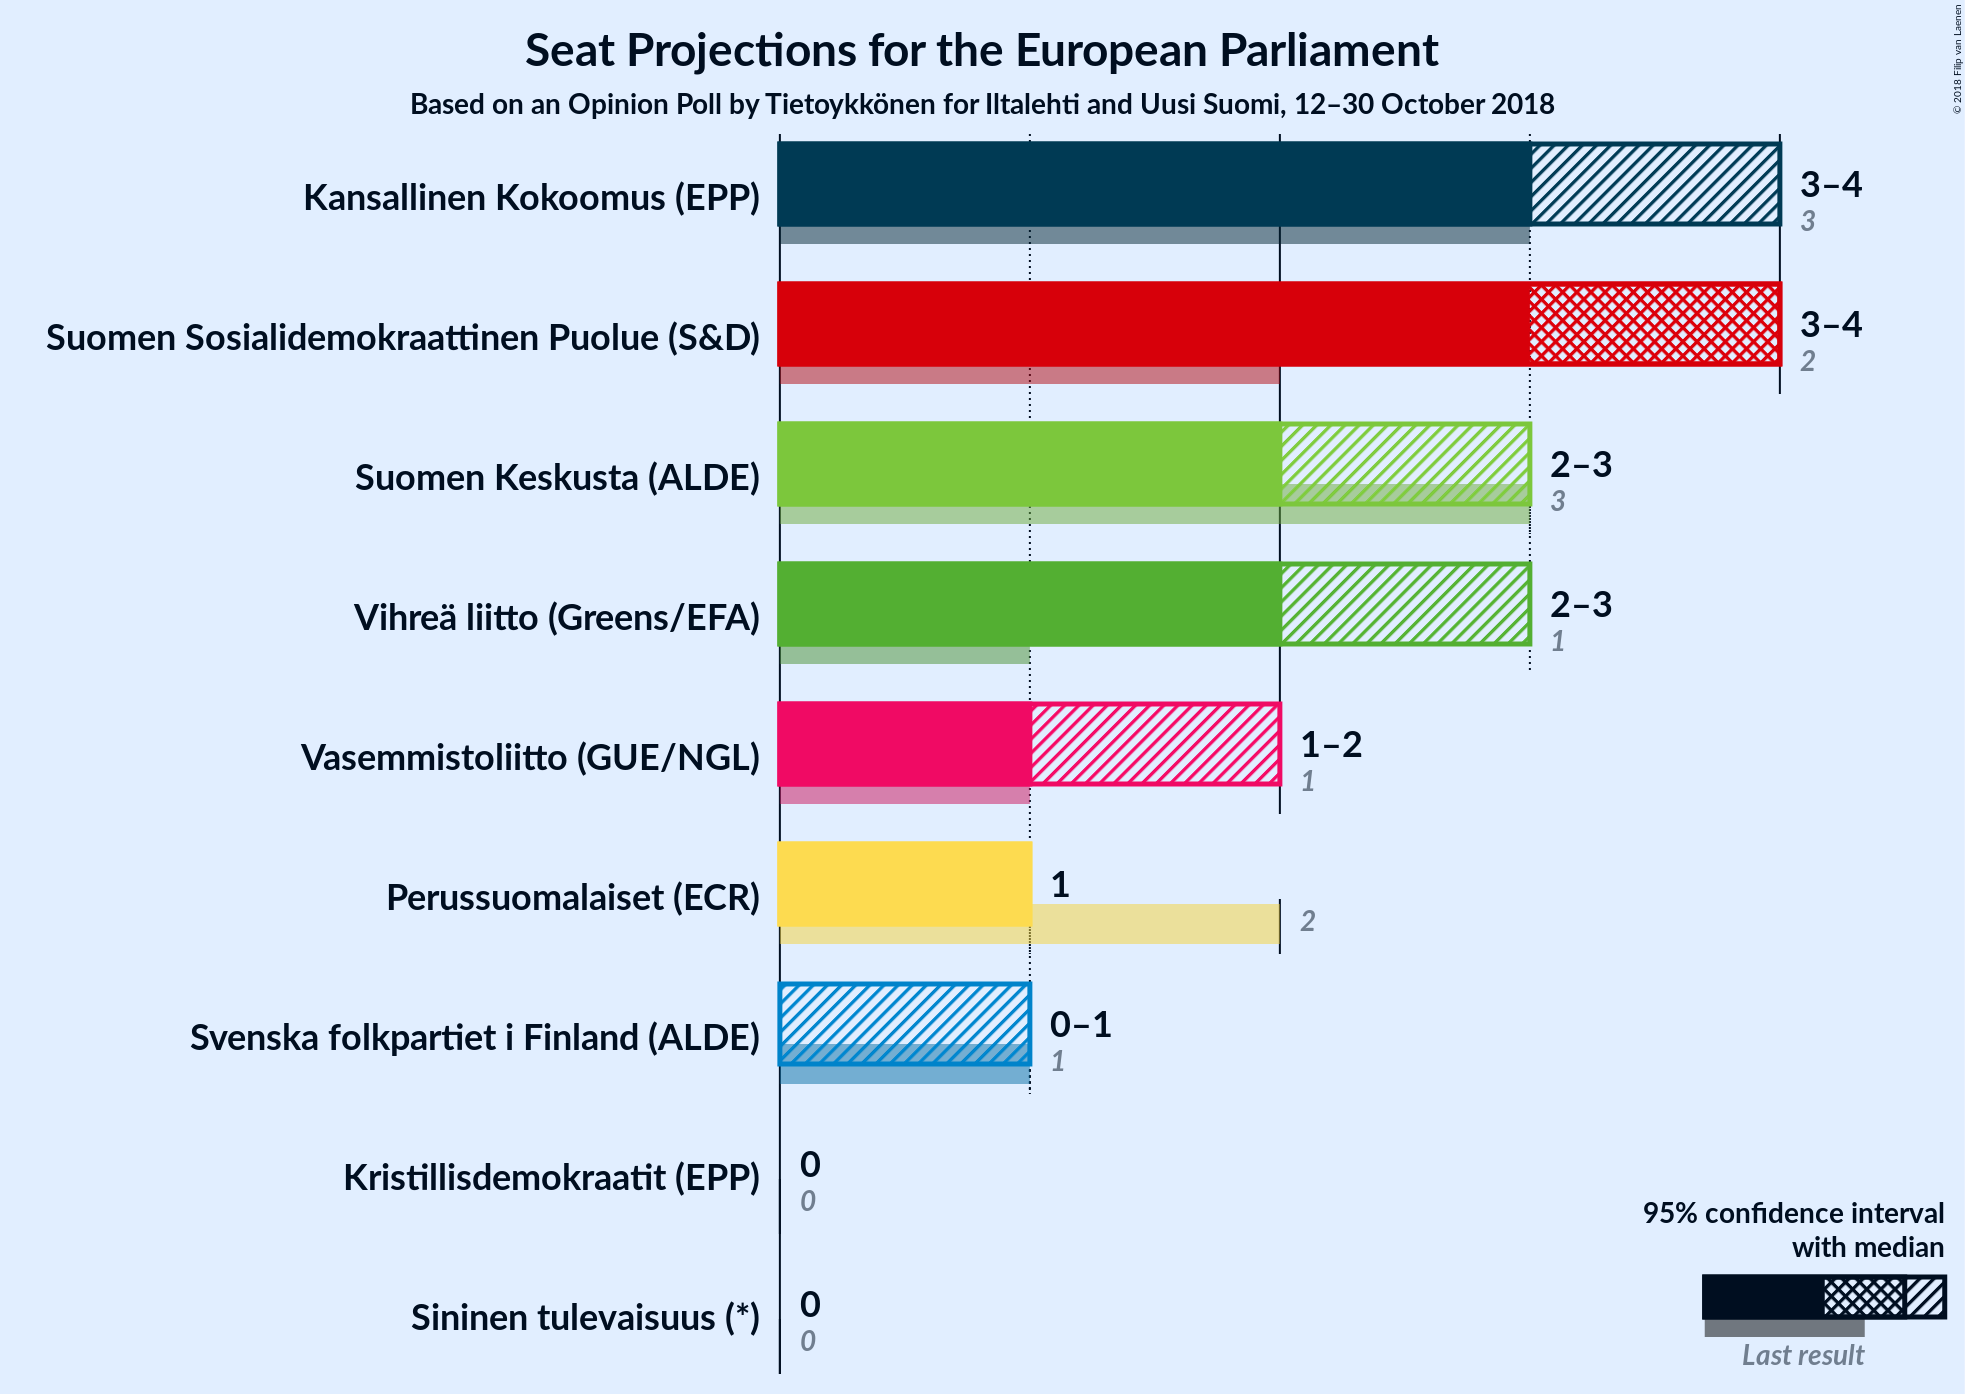 Seat Projections for the European Parliament
Based on an Opinion Poll by Tietoykkönen for Iltalehti and Uusi Suomi, 12–30 October 2018
© 2018 Filip van Laenen
Kansallinen Kokoomus (EPP)
3–4
3
Suomen Sosialidemokraattinen Puolue (S&D)
3–4
2
Suomen Keskusta (ALDE)
2–3
3
Vihreä liitto (Greens/EFA)
2–3
1
Vasemmistoliitto (GUE/NGL)
1–2
1
Perussuomalaiset (ECR)
1
2
Svenska folkpartiet i Finland (ALDE)
0–1
1
Kristillisdemokraatit (EPP)
0
0
Sininen tulevaisuus (*)
0
0
95% confidence interval
with median
Last result